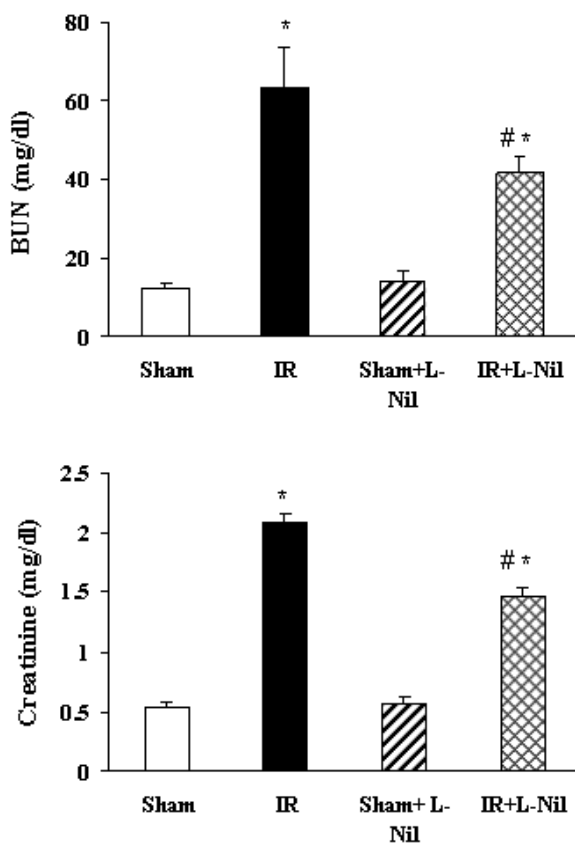 80
60
40
20
0
BUN (mg/dl)
*
# *
Sham
IR
Sham+L-
Nil
IR+L-Nil
2.5
2
1.5
1
0.5
0
Creatinine (mg/dl)
*
# *
Sham
IR
Sham+ L-
Nil
IR+L-Nil